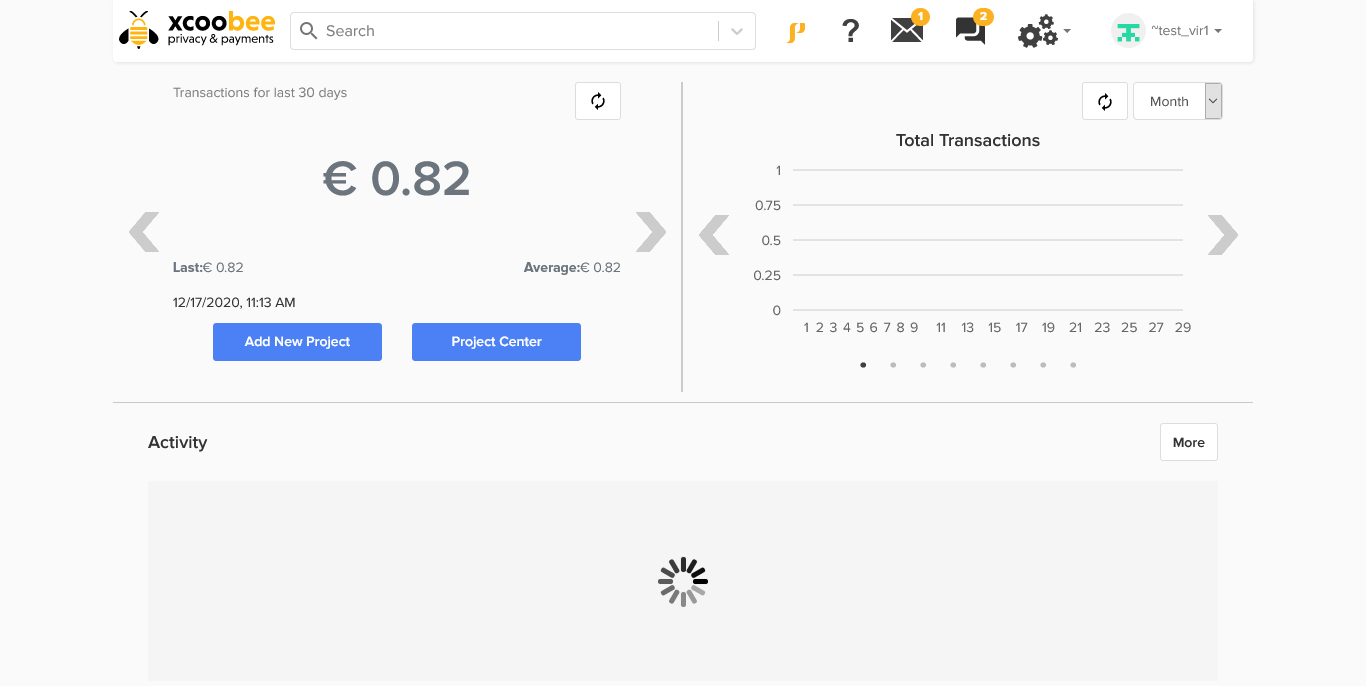 xcoobee
privacy & payments
Search
?
1
2
~test_vir1
Transactions for last 30 days
€ 0.82
Last:€ 0.82 Average:€ 0.82
12/17/2020, 11:13 AM
Add New Project Project Center
Month
Total Transactions
1
0.75
0.5
0.25
0
1 2 3 4 5 6 7 8 9 11 13 15 17 19 21 23 25 27 29
Activity
More